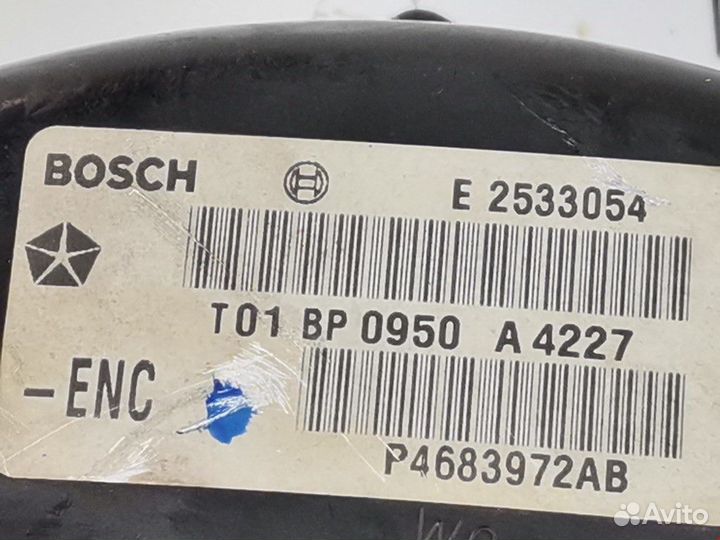 BOSCH
E 2533054
T01 BP 0950 A 4227
-ENC
P4683972AB
Avito